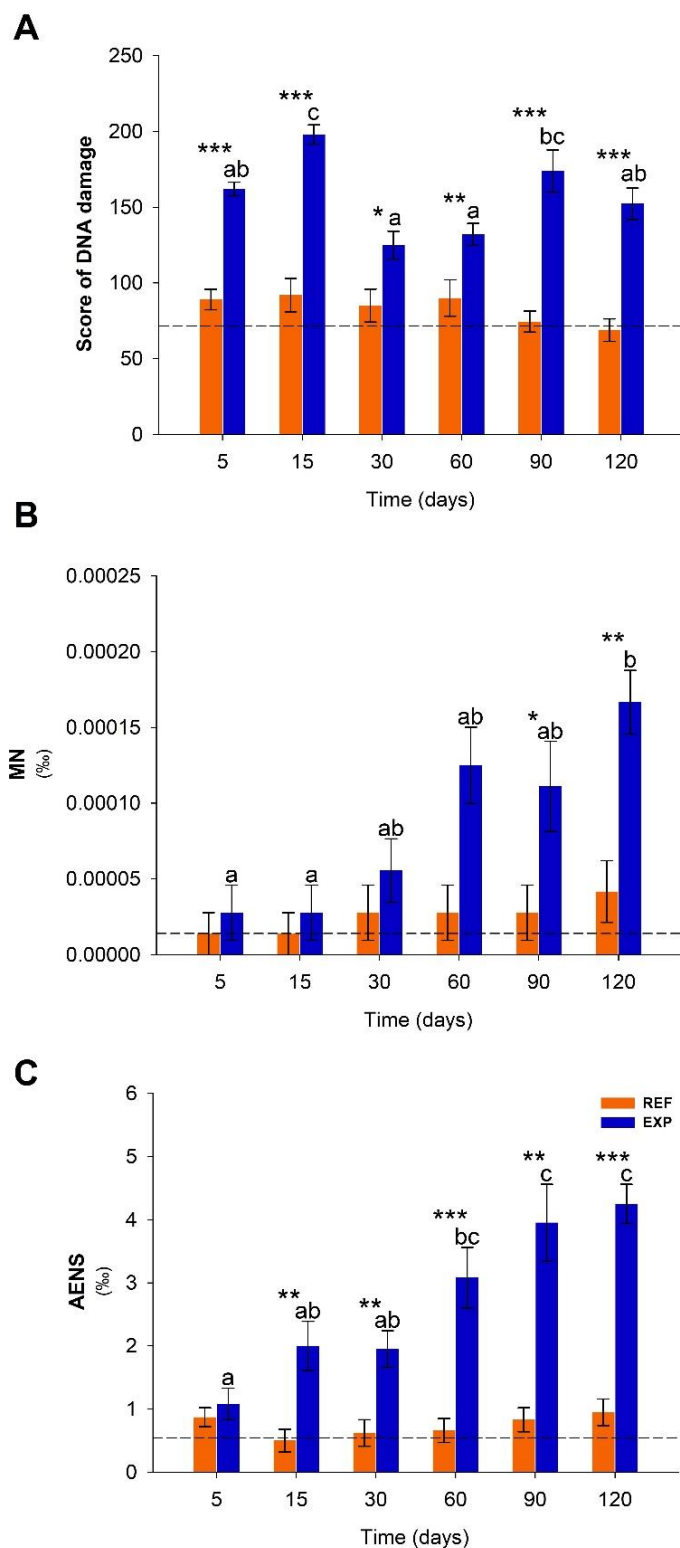 A
250
200
150
100
50
0
Score of DNA damage
*** *** * ** *** ***
ab c a a bc ab
5 15 30 60 90 120
Time (days)
B
0.00025
0.00020
0.00015
0.00010
0.00005
0.00000
MN
(‰)
* **
a a ab ab ab b
5 15 30 60 90 120
Time (days)
C
6
5
4
3
2
1
0
AENS
(‰)
REF
EXP
** ** *** ** ***
a ab ab bc c c
5 15 30 60 90 120
Time (days)